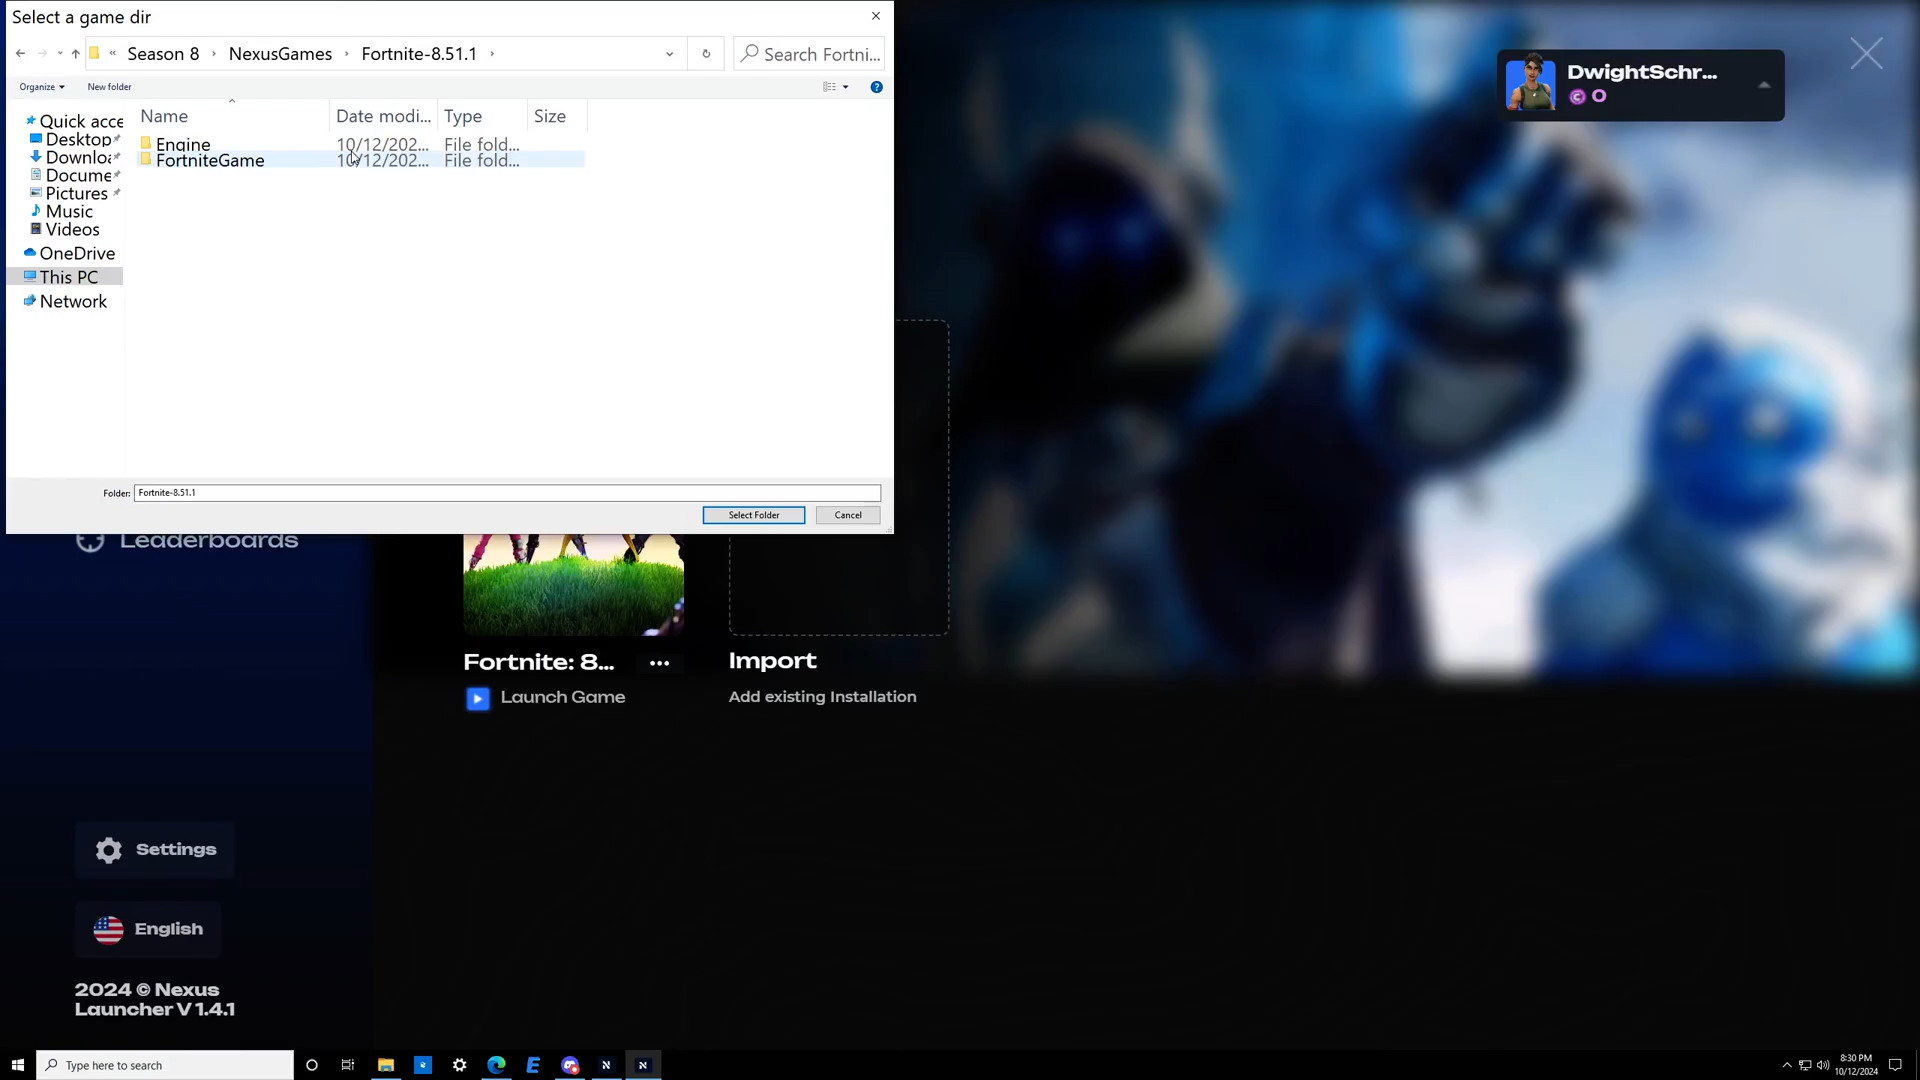 Select a game dir
« Season 8 › NexusGames › Fortnite-8.51.1 ›
Search Fortni...
Organize
New folder
Name
Date modi...
Type
Size
Quick acce
Desktop
Downloa
Docume
Pictures
Music
Videos
OneDrive
This PC
Network
Engine 10/12/202... File fold...
FortniteGame 10/12/202... File fold...
Folder: Fortnite-8.51.1
Select Folder
Cancel
DwightSchr...
0
Leaderboards
Fortnite: 8...
Launch Game
Import
Add existing Installation
Settings
English
2024 © Nexus
Launcher V 1.4.1
Type here to search
8:30 PM
10/12/2024